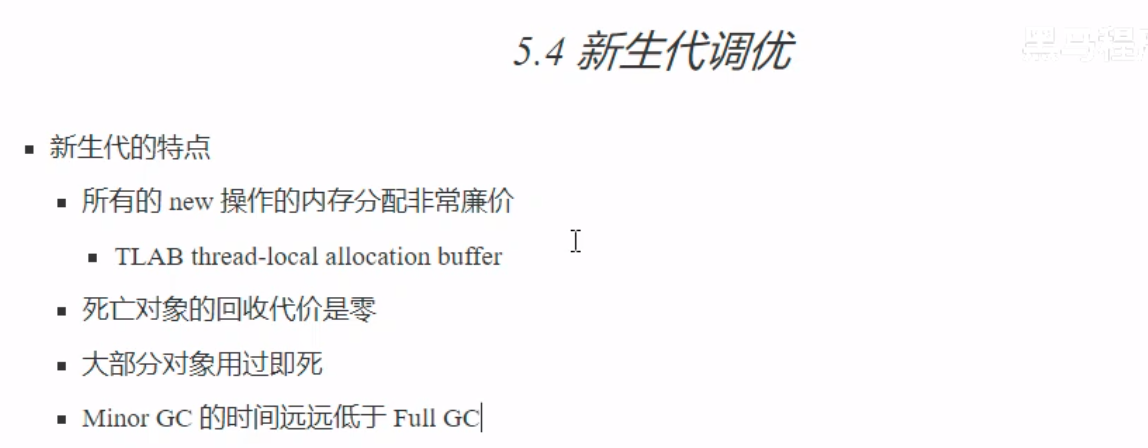 5.4 新生代调优
黑马程
新生代的特点
所有的 new 操作的内存分配非常廉价
TLAB thread-local allocation buffer
死亡对象的回收代价是零
大部分对象用过即死
Minor GC 的时间远远低于 Full GC